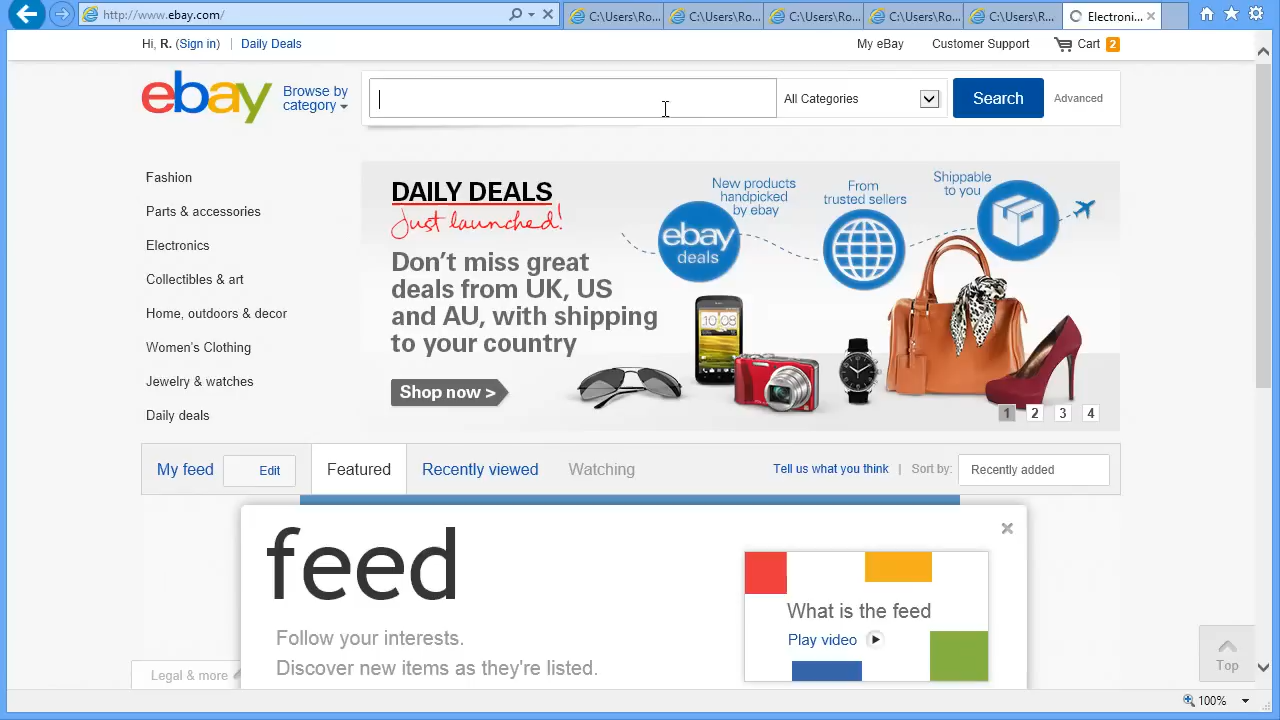 http://www.ebay.com/
C:\Users\Ro...
C:\Users\Ro...
C:\Users\Ro...
C:\Users\Ro...
C:\Users\R...
Electroni...
Hi, R. (Sign in) | Daily Deals
My eBay
Customer Support
Cart 2
ebay
Browse by
category
All Categories
Search
Advanced
Fashion
Parts & accessories
Electronics
Collectibles & art
Home, outdoors & decor
Women's Clothing
Jewelry & watches
Daily deals
DAILY DEALS
just launched!
Don't miss great
deals from UK, US
and AU, with shipping
to your country
Shop now >
New products
handpicked
by ebay
ebay
deals
From
trusted sellers
Shippable
to you
10:08
1 2 3 4
My feed
Edit
Featured
Recently viewed
Watching
Tell us what you think | Sort by:
Recently added
feed
Follow your interests.
Discover new items as they're listed.
What is the feed
Play video
Legal & more
Top
100%